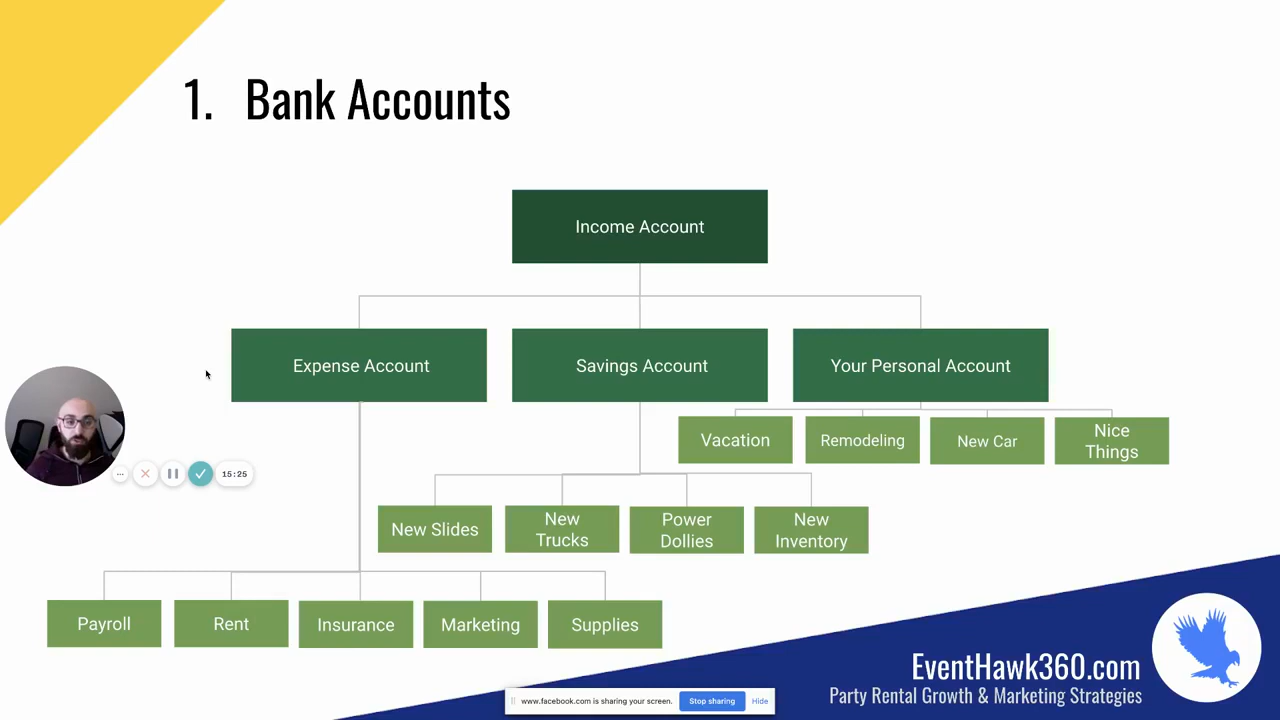 1. Bank Accounts
Income Account
Expense Account
Savings Account
Your Personal Account
Vacation
Remodeling
New Car
Nice
Things
New Slides
New
Trucks
Power
Dollies
New
Inventory
15:25
Payroll
Rent
Insurance
Marketing
Supplies
EventHawk360.com
Party Rental Growth & Marketing Strategies
www.facebook.com is sharing your screen.
Stop sharing
Hide